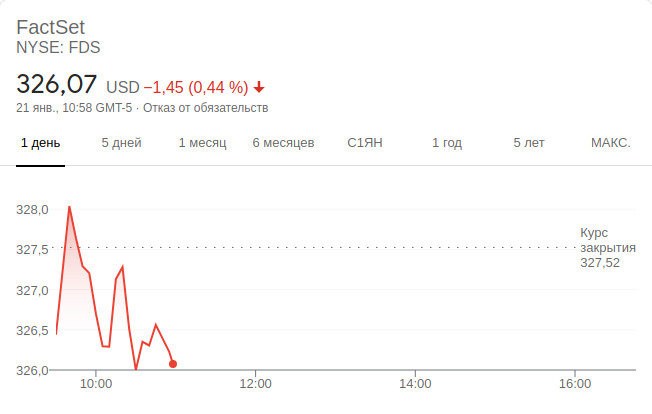 FactSet
NYSE: FDS
326,07 USD −1,45 (0,44 %)
21 янв., 10:58 GMT-5 · Отказ от обязательств
1 день 5 дней 1 месяц 6 месяцев С1ЯН 1 год 5 лет МАКС.
328,0
Курс
327,5 закрытия
327,52
327,0
326,5
326,0
10:00 12:00 14:00 16:00